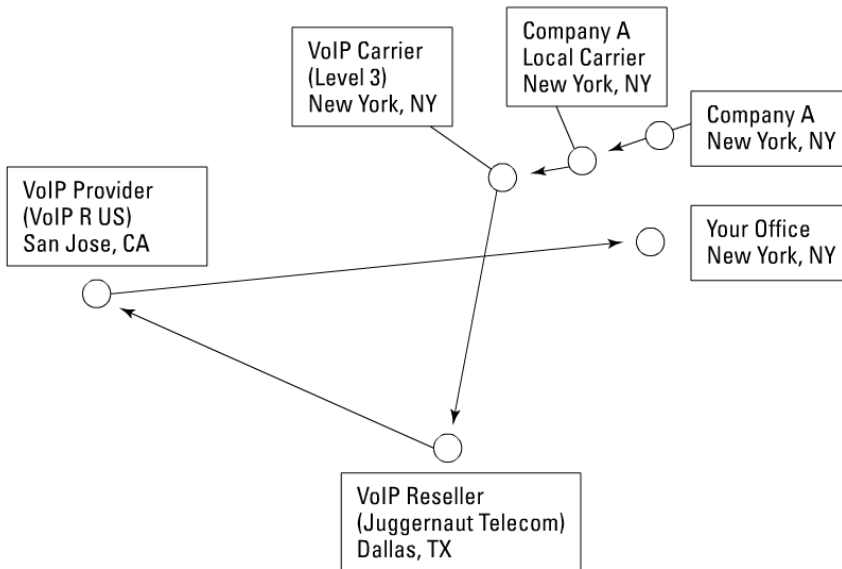 VoIP Carrier
(Level 3)
New York, NY
Company A
Local Carrier
New York, NY
Company A
New York, NY
VoIP Provider
(VoIP R US)
San Jose, CA
Your Office
New York, NY
VoIP Reseller
(Juggernaut Telecom)
Dallas, TX